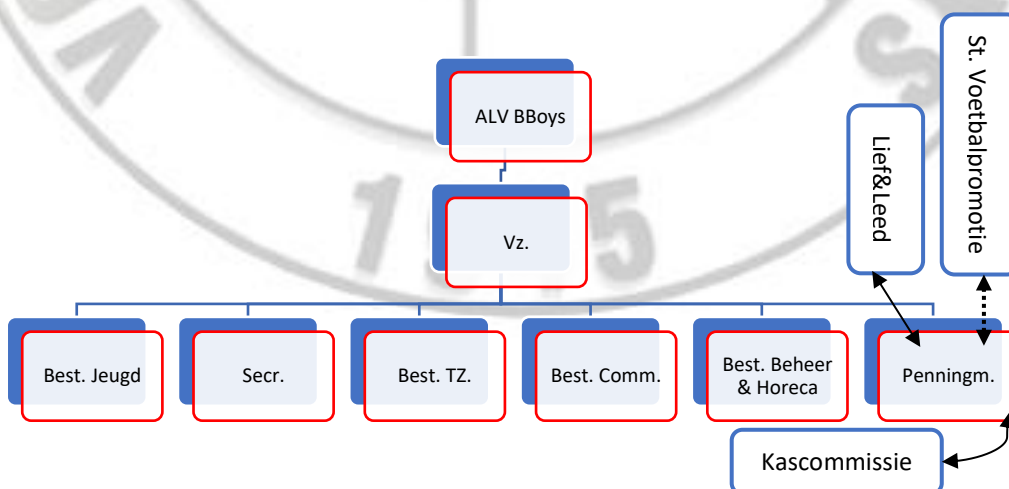 ALV BBoys
Vz.
Best. Jeugd
Secr.
Best. TZ.
Best. Comm.
Best. Beheer
& Horeca
Penningm.
Lief&Leed
St. Voetbalpromotie
Kascommissie